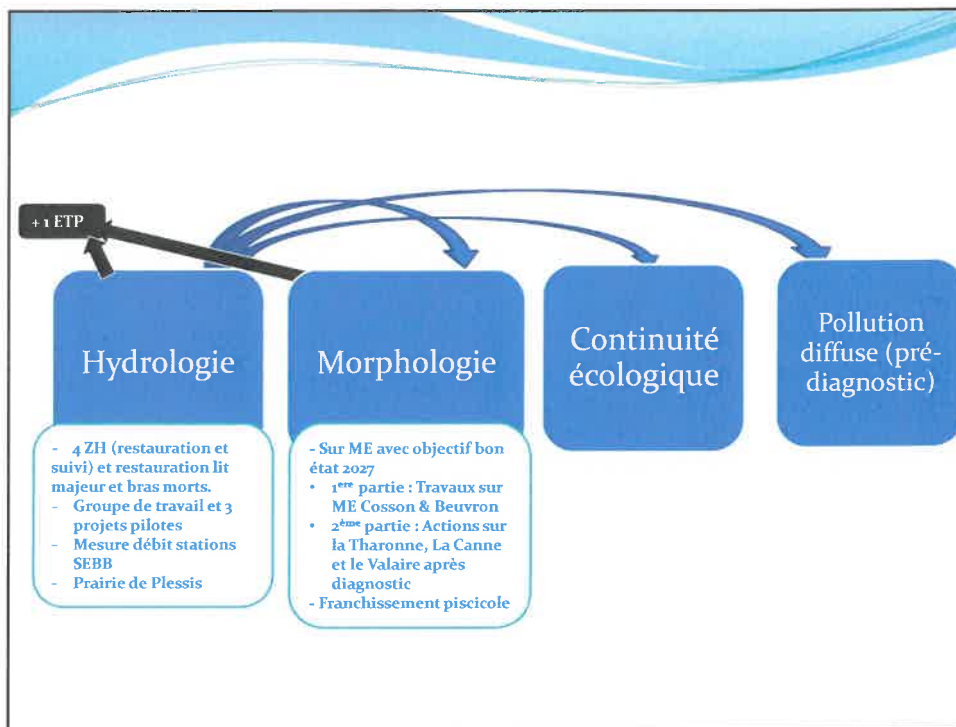 + 1 ETP
Hydrologie
- 4 ZH (restauration et
suivi) et restauration lit
majeur et bras morts.
- Groupe de travail et 3
projets pilotes
- Mesure débit stations
SEBB
- Prairie de Plessis
Morphologie
- Sur ME avec objectif bon
état 2027
• 1ere partie : Travaux sur
ME Cosson & Beuvron
• 2ème partie : Actions sur
la Tharonne, La Canne
et le Valaire après
diagnostic
- Franchissement piscicole
Continuité
écologique
Pollution
diffuse (pré-
diagnostic)